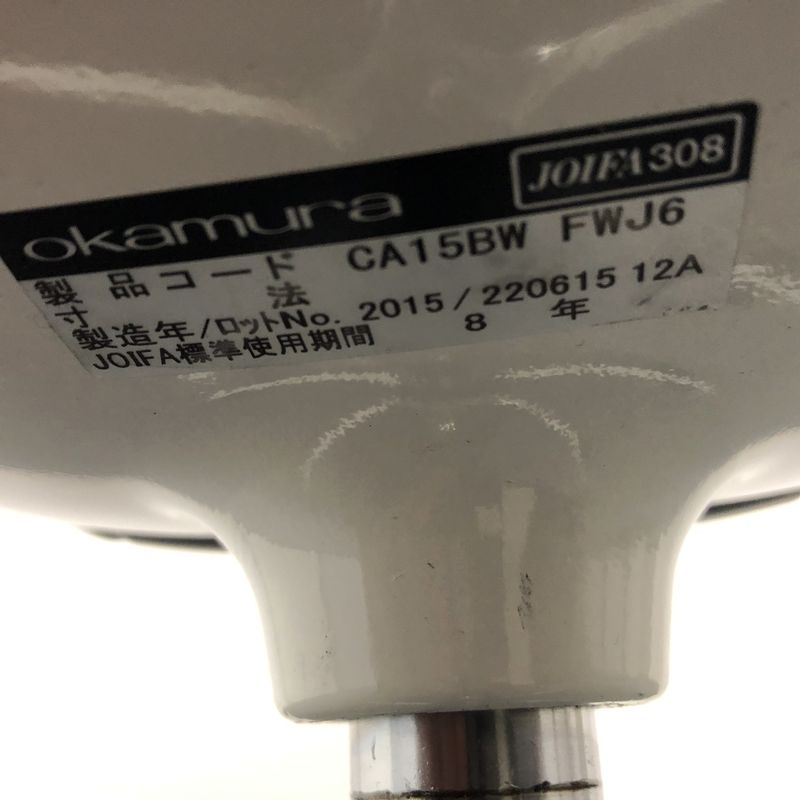 okamura JOIFA308
製品コード CA15BW FWJ6
寸法
製造年/ロットNo. 2015/220615 12A
JOIFA標準使用期間 8年